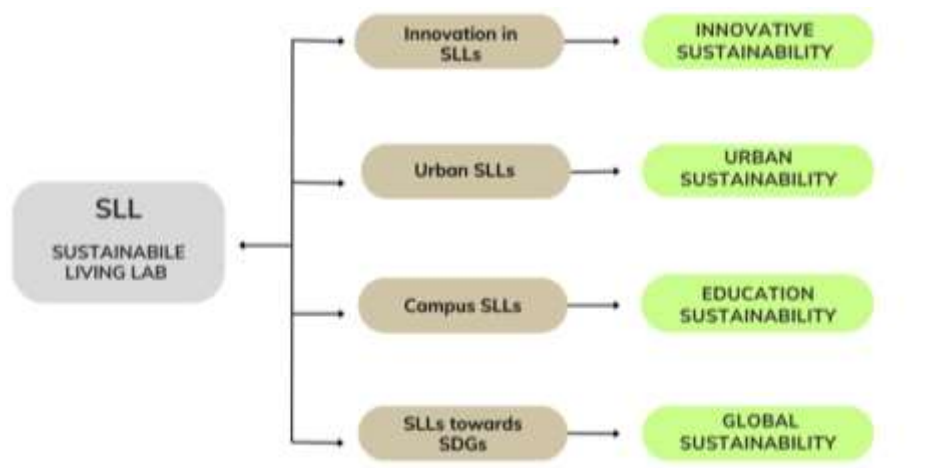 SLL
SUSTAINABILE
LIVING LAB
Innovation in
SLLs
INNOVATIVE
SUSTAINABILITY
Urban SLLs
URBAN
SUSTAINABILITY
Campus SLLs
EDUCATION
SUSTAINABILITY
SLLs towards
SDGs
GLOBAL
SUSTAINABILITY